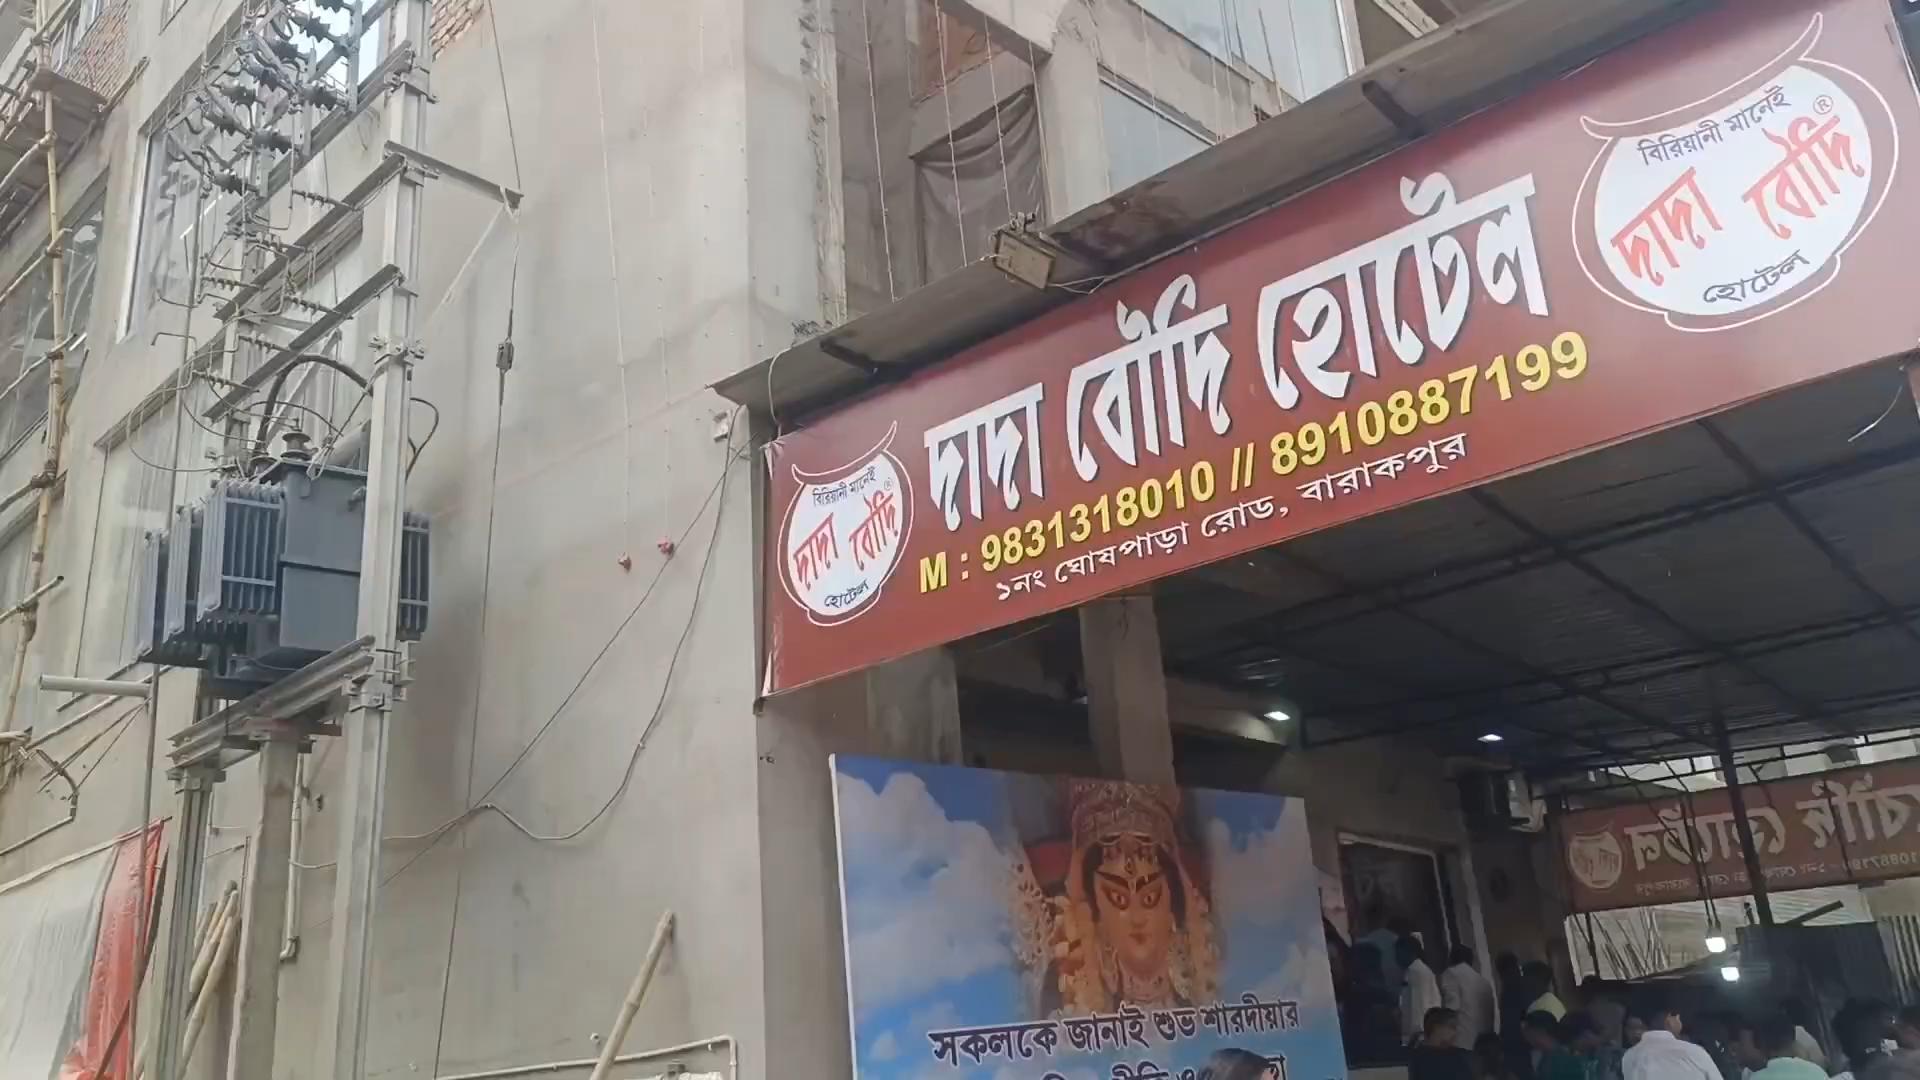 বিরিয়ানী মানেই
দাদা বৌদি ®
হোটেল
দাদা বৌদি হোটেল
M : 9831318010 // 8910887199
১নং ঘোষপাড়া রোড, বারাকপুর
বিরিয়ানী মানেই
দাদা বৌদি ®
হোটেল
সকলকে জানাই শুভ শারদীয়ার